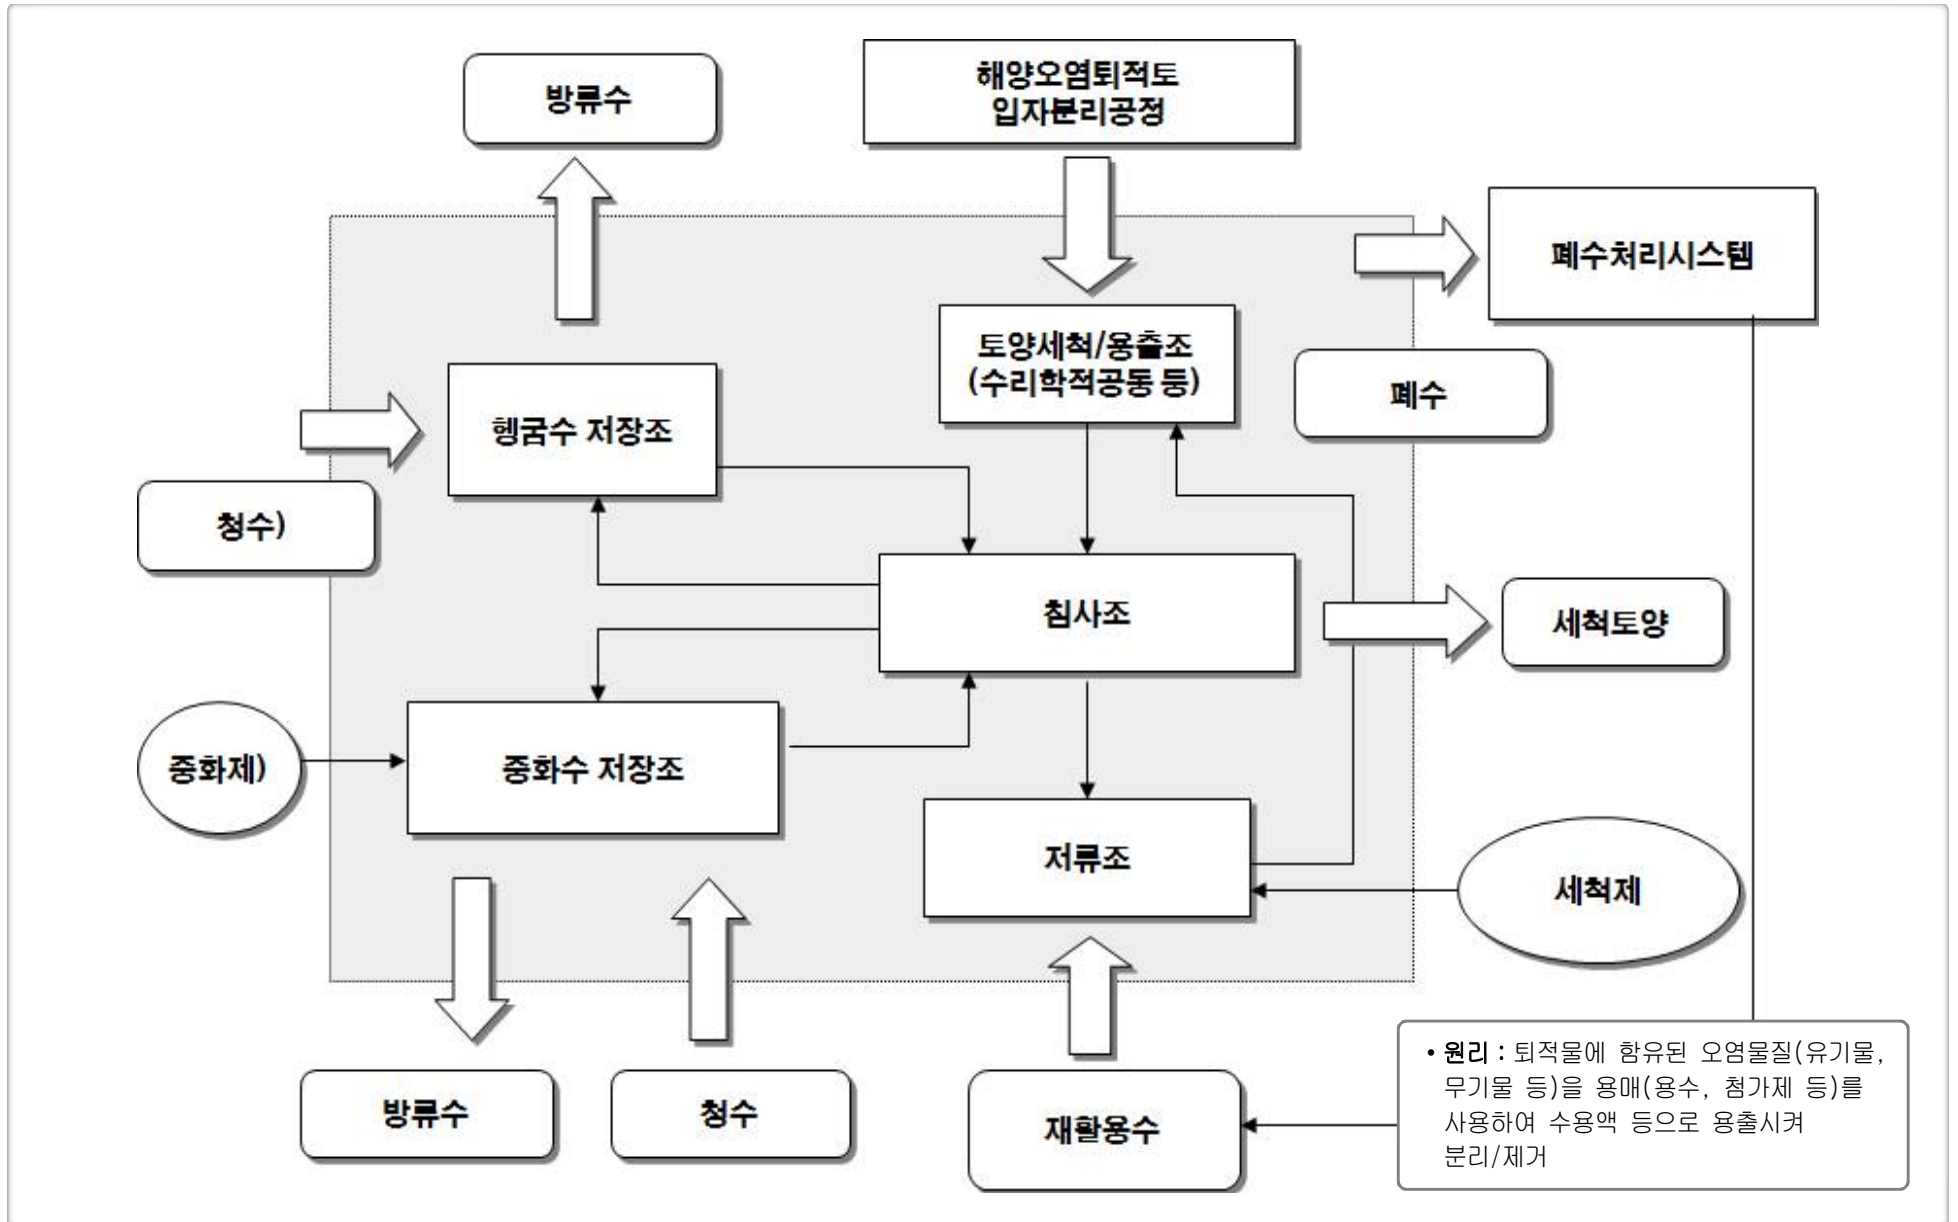 방류수
해양오염퇴적토
입자분리공정
폐수처리시스템
토양세척/용출조
(수리학적공동 등)
폐수
헹굼수 저장조
청수)
침사조
세척토양
중화제)
중화수 저장조
저류조
세척제
방류수
청수
재활용수
• 원리 : 퇴적물에 함유된 오염물질(유기물,
무기물 등)을 용매(용수, 첨가제 등)를
사용하여 수용액 등으로 용출시켜
분리/제거